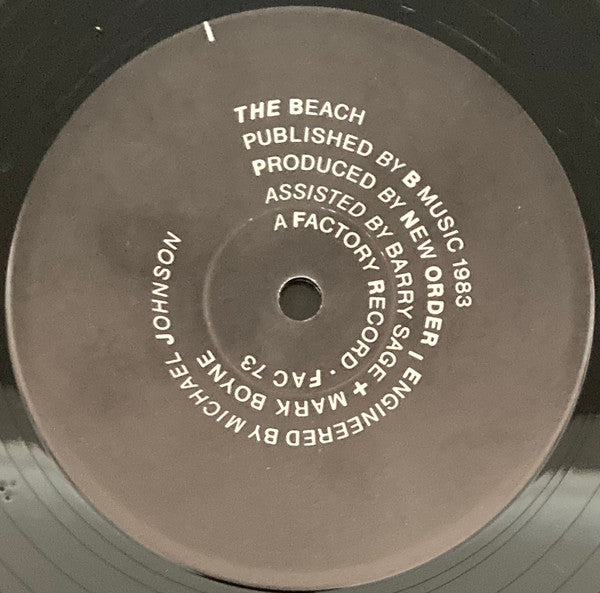 THE BEACH
PUBLISHED BY B MUSIC 1983
PRODUCED BY NEW ORDER / ENGINEERED BY MICHAEL JOHNSON
ASSISTED BY BARRY SAGE + MARK BOYNE
A FACTORY RECORD · FAC 73